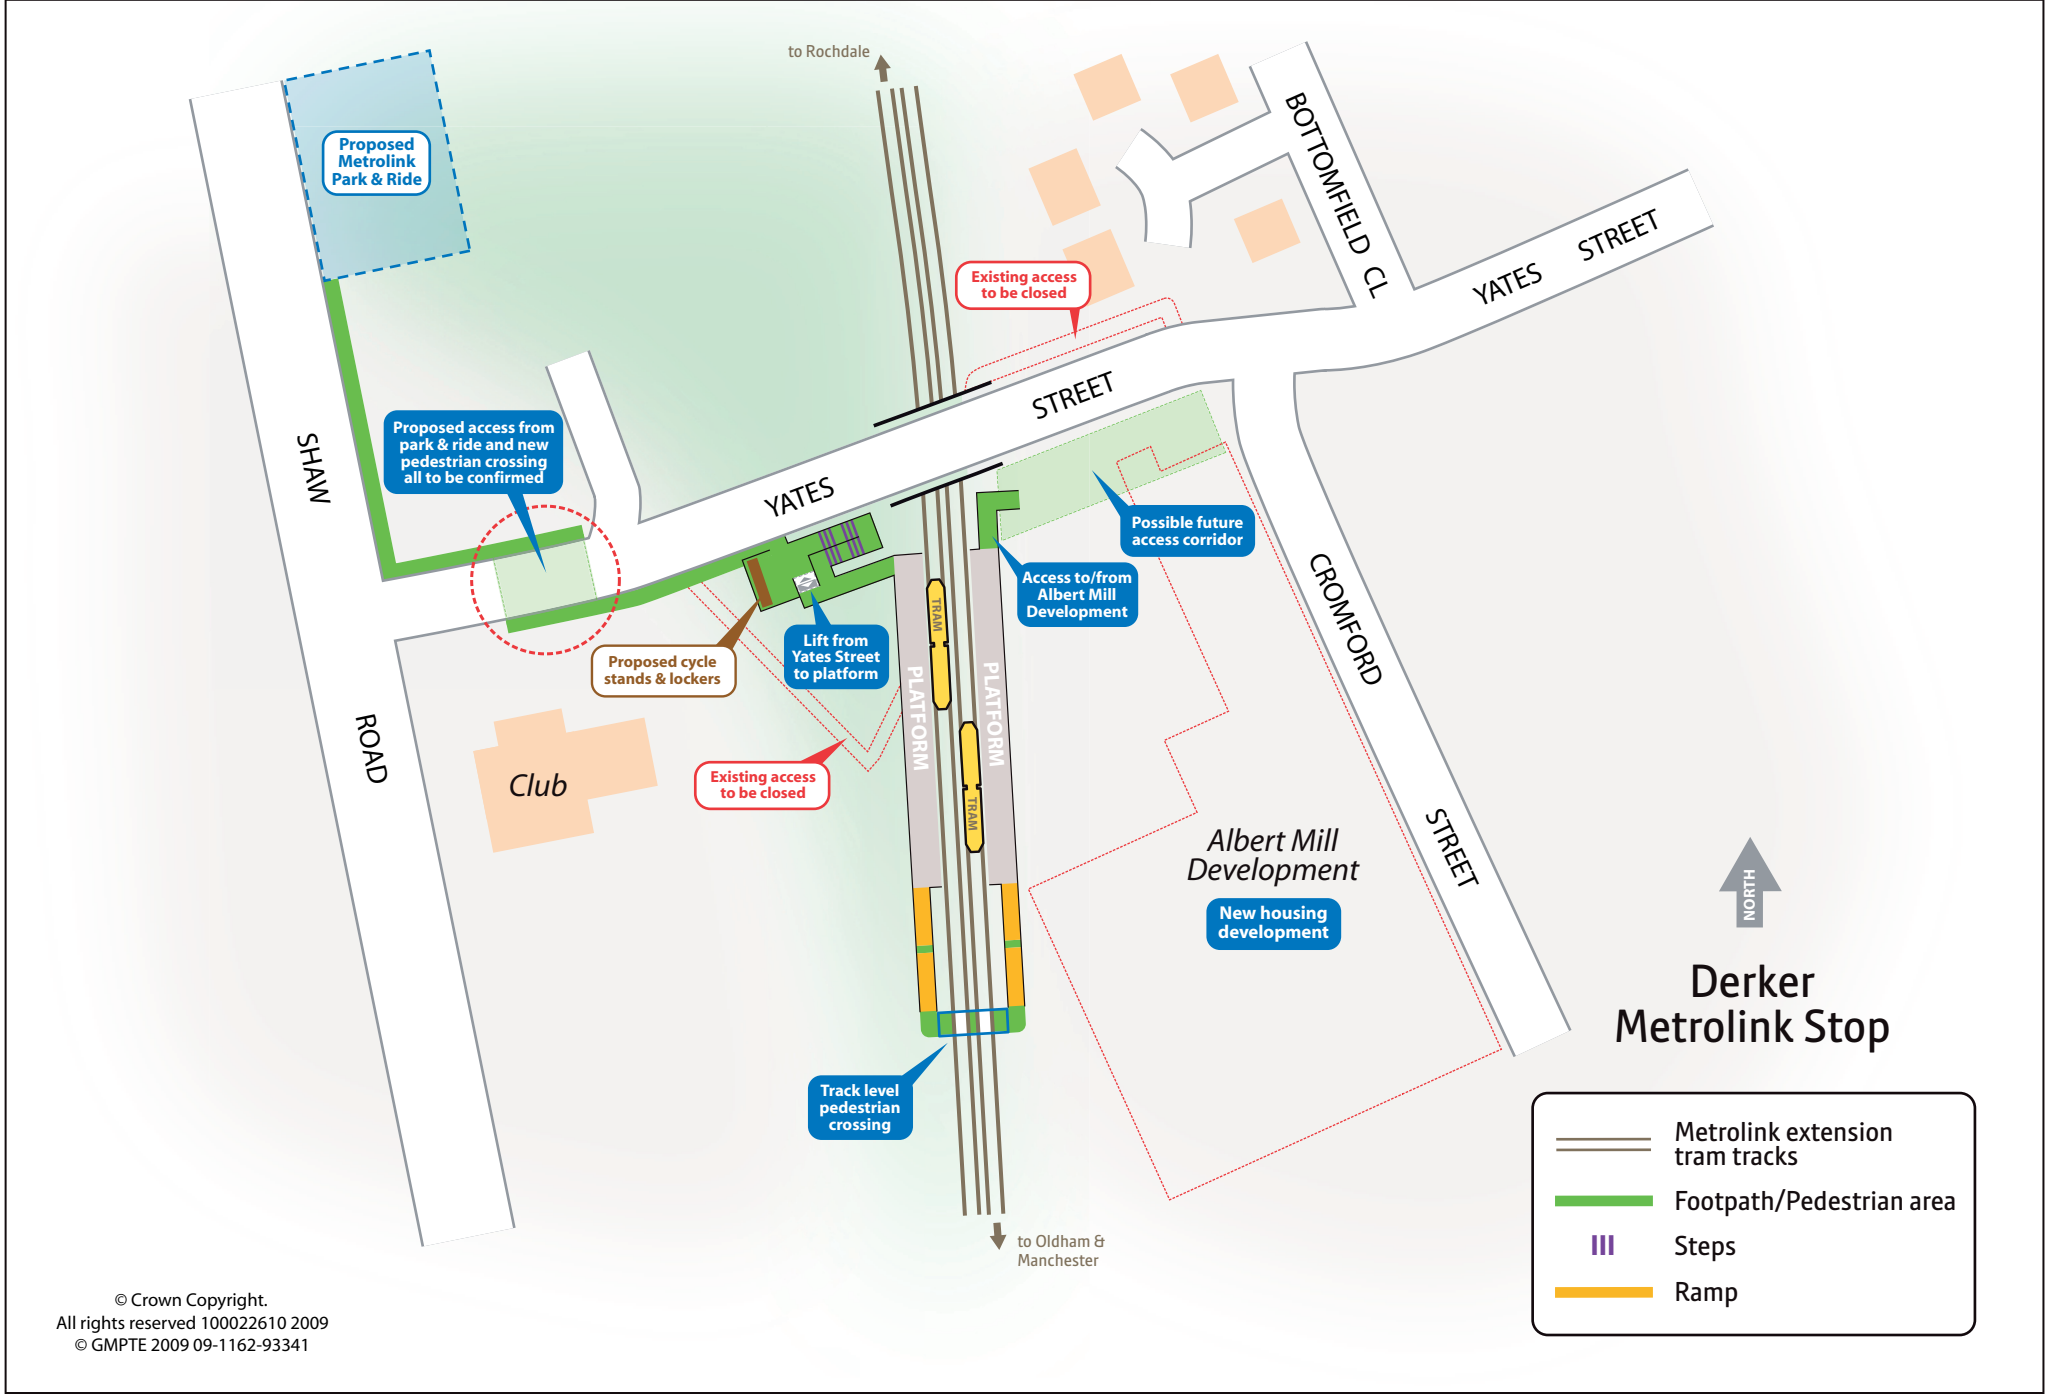 to Rochdale
Proposed
Metrolink
Park & Ride
BOTTOMFIELD CL
YATES STREET
Existing access
to be closed
STREET
YATES
SHAW
Proposed access from
park & ride and new
pedestrian crossing
all to be confirmed
Possible future
access corridor
Access to/from
Albert Mill
Development
CROMFORD
TRAM
Lift from
Yates Street
to platform
Proposed cycle
stands & lockers
PLATFORM
PLATFORM
ROAD
Club
Existing access
to be closed
TRAM
Albert Mill
Development
New housing
development
STREET
NORTH
Derker
Metrolink Stop
Track level
pedestrian
crossing
Metrolink extension
tram tracks
Footpath/Pedestrian area
Steps
Ramp
to Oldham &
Manchester
© Crown Copyright.
All rights reserved 100022610 2009
© GMPTE 2009 09-1162-93341